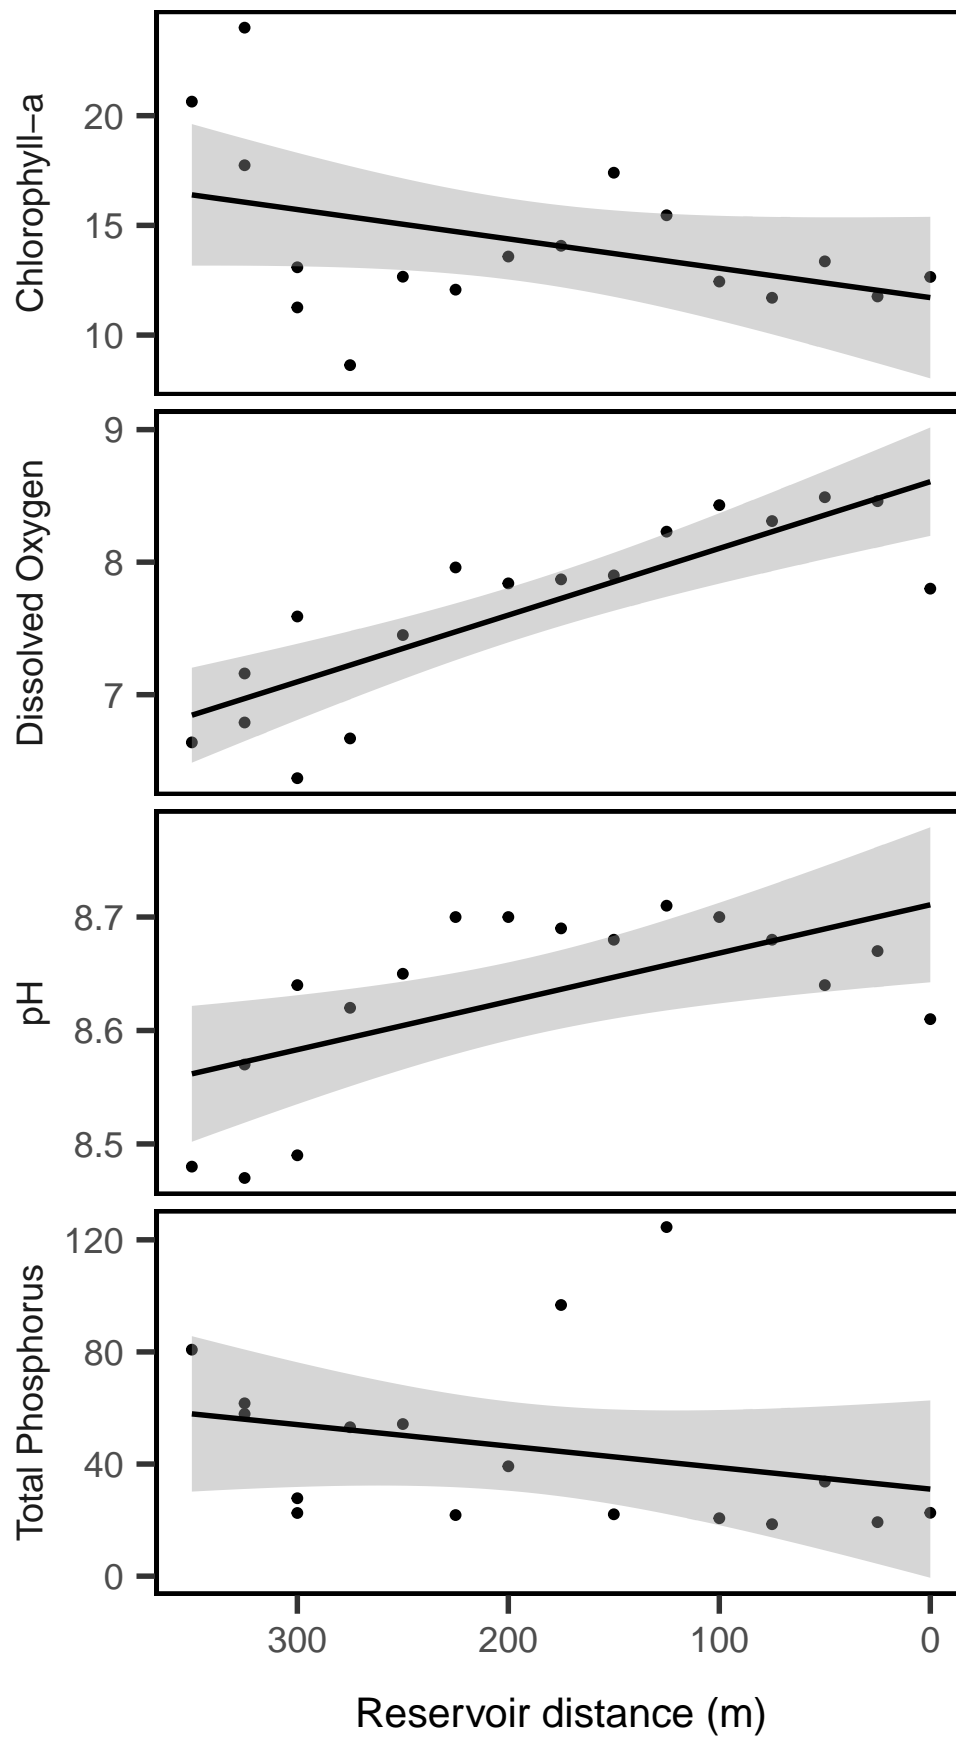 Chlorophyll−a
20
15
10
Dissolved Oxygen
9
8
7
pH
8.7
8.6
8.5
Total Phosphorus
120
80
40
0
300 200 100 0
Reservoir distance (m)